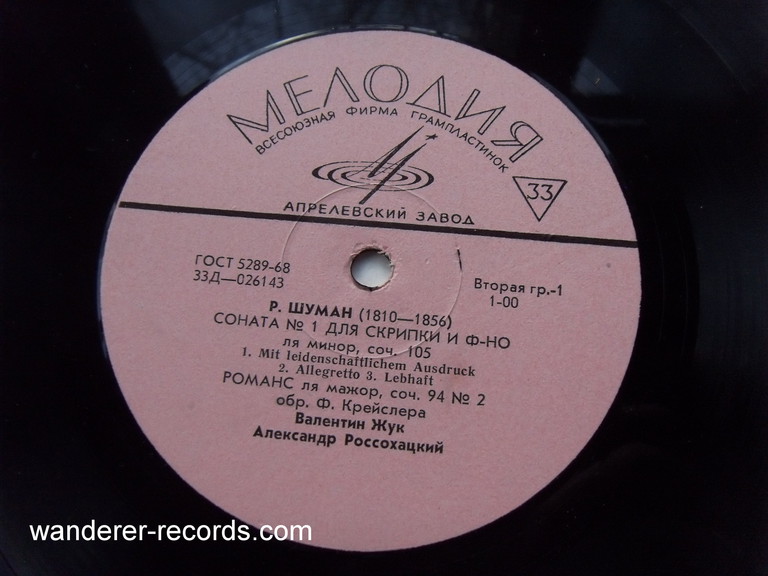 МЕЛОДИЯ
ВСЕСОЮЗНАЯ ФИРМА ГРАМПЛАСТИНОК
33
АПРЕЛЕВСКИЙ ЗАВОД
ГОСТ 5289-68
33Д—026143
Вторая гр.-1
1-00
Р. ШУМАН (1810—1856)
СОНАТА № 1 ДЛЯ СКРИПКИ И Ф-НО
ля минор, соч. 105
1. Mit leidenschaftlichem Ausdruck
2. Allegretto 3. Lebhaft
РОМАНС ля мажор, соч. 94 № 2
обр. Ф. Крейслера
Валентин Жук
Александр Россохацкий
wanderer-records.com